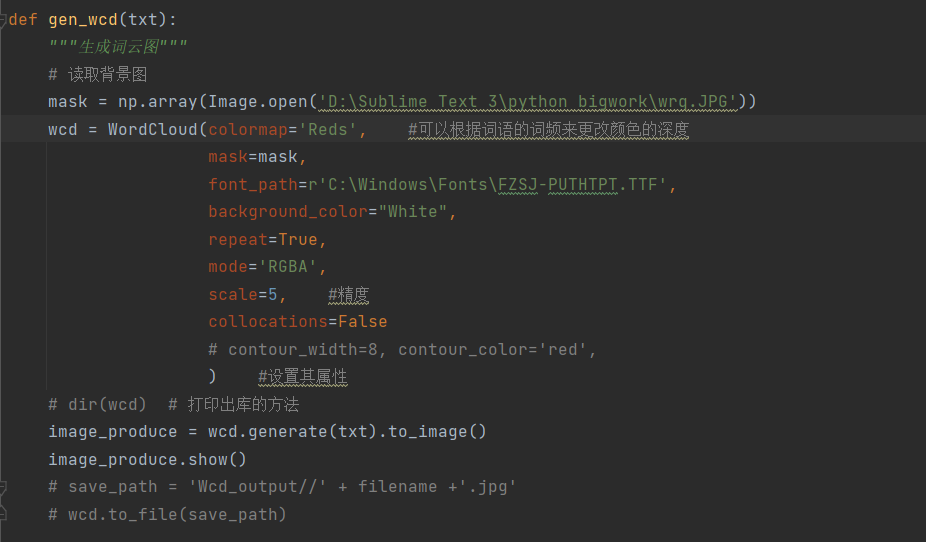 def gen_wcd(txt):
    """生成词云图"""
    # 读取背景图
    mask = np.array(Image.open('D:\Sublime Text 3\python bigwork\wrg.JPG'))
    wcd = WordCloud(colormap='Reds',    #可以根据词语的词频来更改颜色的深度
                    mask=mask,
                    font_path=r'C:\Windows\Fonts\FZSJ-PUTHTPT.TTF',
                    background_color="White",
                    repeat=True,
                    mode='RGBA',
                    scale=5,    #精度
                    collocations=False
                    # contour_width=8, contour_color='red',
                    )    #设置其属性
    # dir(wcd)  # 打印出库的方法
    image_produce = wcd.generate(txt).to_image()
    image_produce.show()
    # save_path = 'Wcd_output//' + filename +'.jpg'
    # wcd.to_file(save_path)